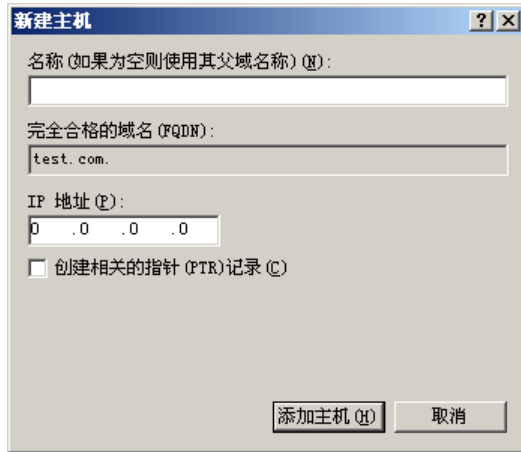 新建主机
名称(如果为空则使用其父域名称)(N):
完全合格的域名(FQDN):
test.com.
IP 地址(P):
0 .0 .0 .0
创建相关的指针(PTR)记录(C)
添加主机(H) 取消